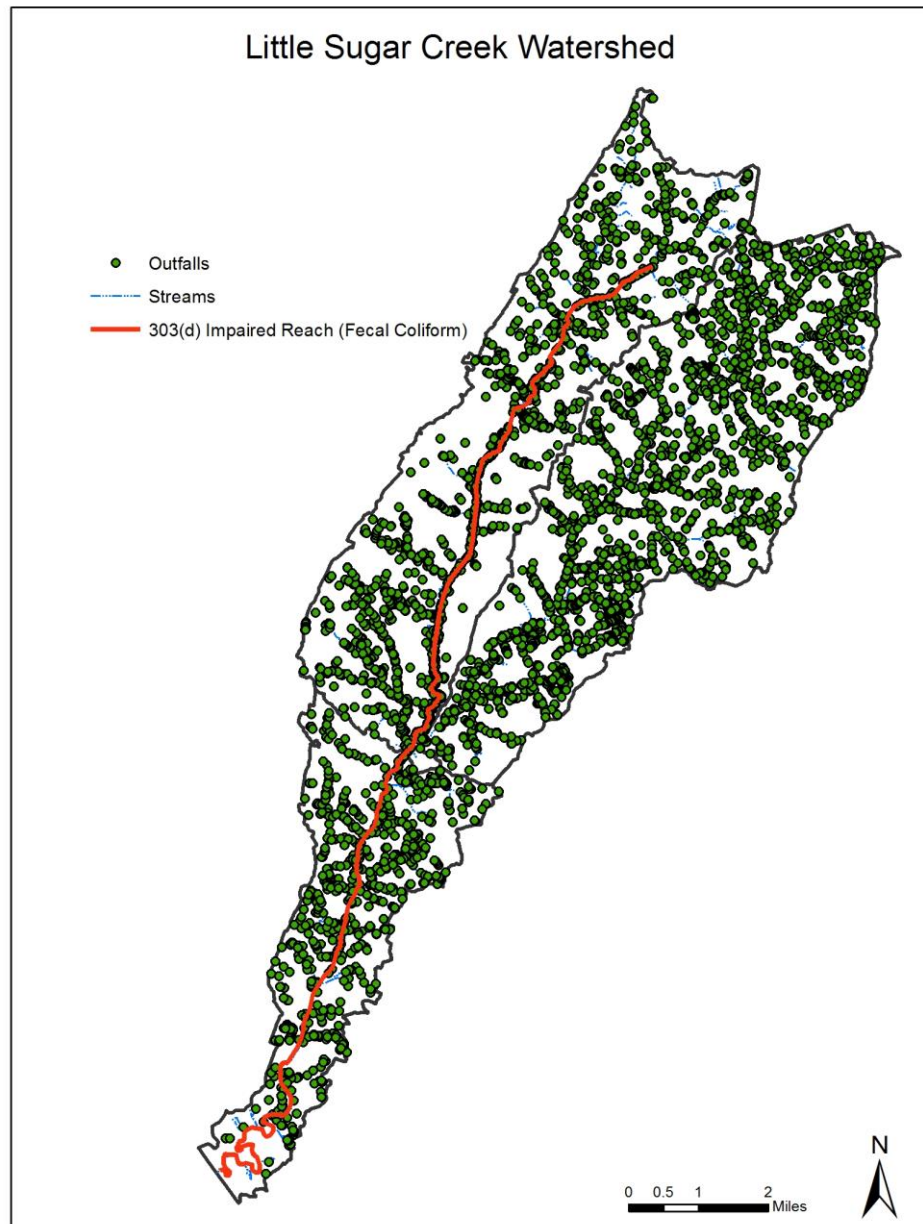 Little Sugar Creek Watershed
Outfalls
Streams
303(d) Impaired Reach (Fecal Coliform)
N
0 0.5 1 2
Miles